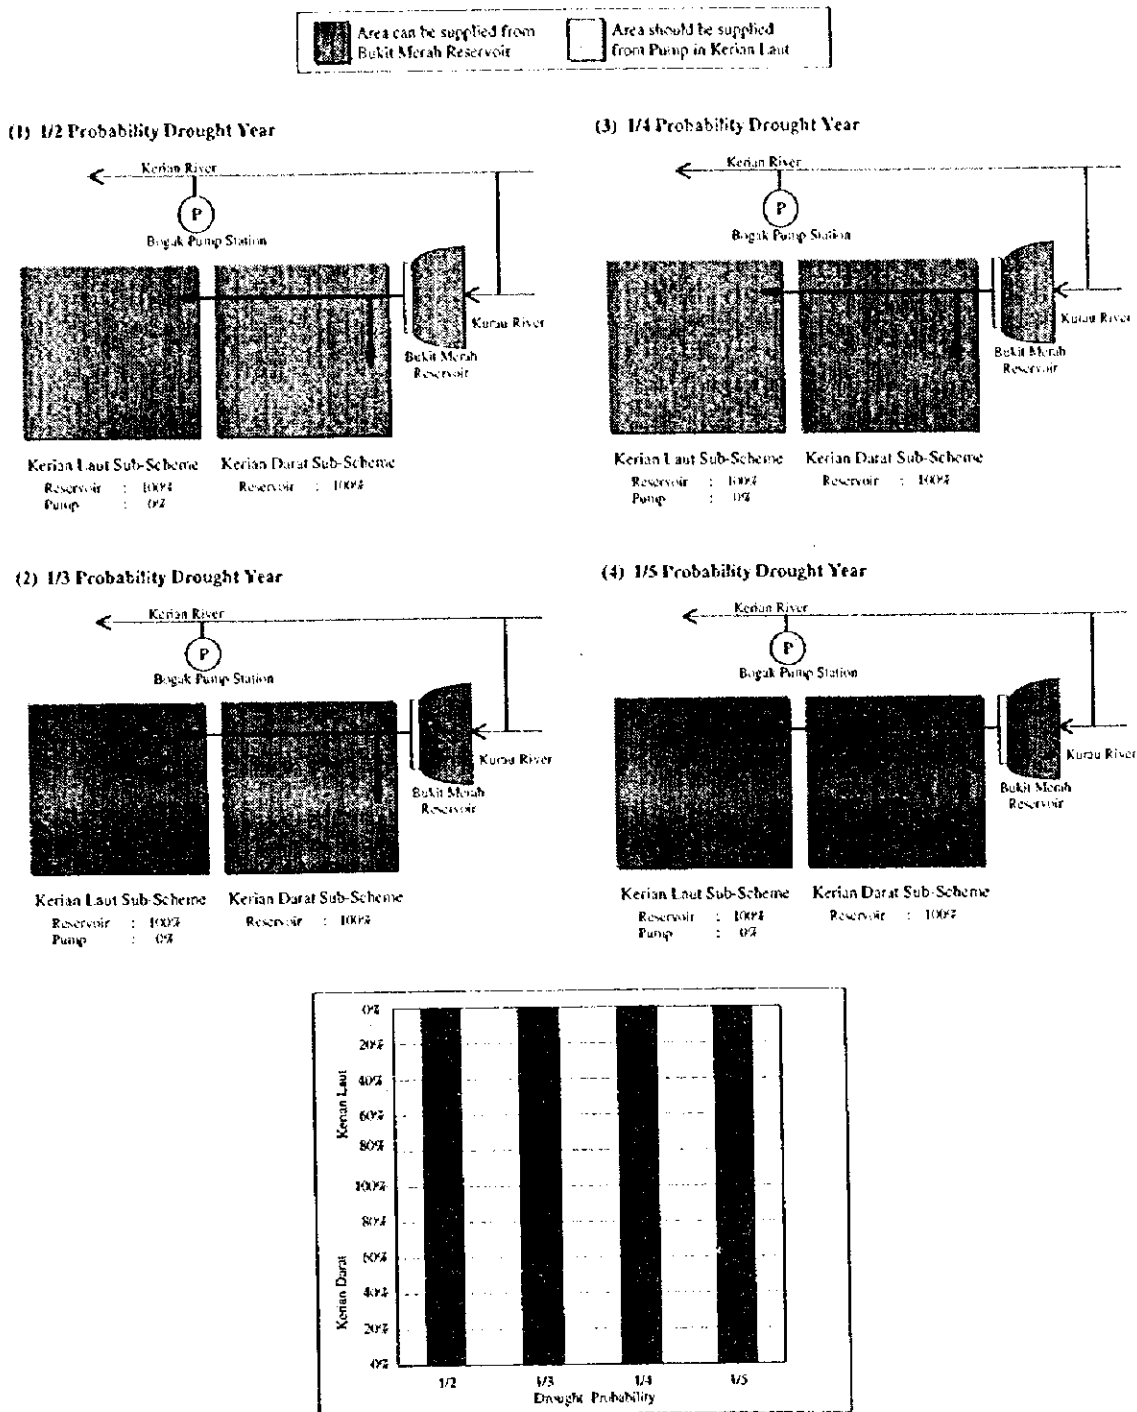 Area can be supplied from
Bukit Merah Reservoir
Area should be supplied
from Pump in Kerian Laut
(1) 1/2 Probability Drought Year
Kerian River
P
Bogak Pump Station
Kurau River
Bukit Merah
Reservoir
Kerian Laut Sub-Scheme
Reservoir : 100%
Pump : 0%
Kerian Darat Sub-Scheme
Reservoir : 100%
(3) 1/4 Probability Drought Year
Kerian River
P
Bogak Pump Station
Kurau River
Bukit Merah
Reservoir
Kerian Laut Sub-Scheme
Reservoir : 100%
Pump : 0%
Kerian Darat Sub-Scheme
Reservoir : 100%
(2) 1/3 Probability Drought Year
Kerian River
P
Bogak Pump Station
Kurau River
Bukit Merah
Reservoir
Kerian Laut Sub-Scheme
Reservoir : 100%
Pump : 0%
Kerian Darat Sub-Scheme
Reservoir : 100%
(4) 1/5 Probability Drought Year
Kerian River
P
Bogak Pump Station
Kurau River
Bukit Merah
Reservoir
Kerian Laut Sub-Scheme
Reservoir : 100%
Pump : 0%
Kerian Darat Sub-Scheme
Reservoir : 100%
Kerian Laut
Kerian Darat
0%
20%
40%
60%
80%
100%
80%
60%
40%
20%
0%
1/2 1/3 1/4 1/5
Drought Probability